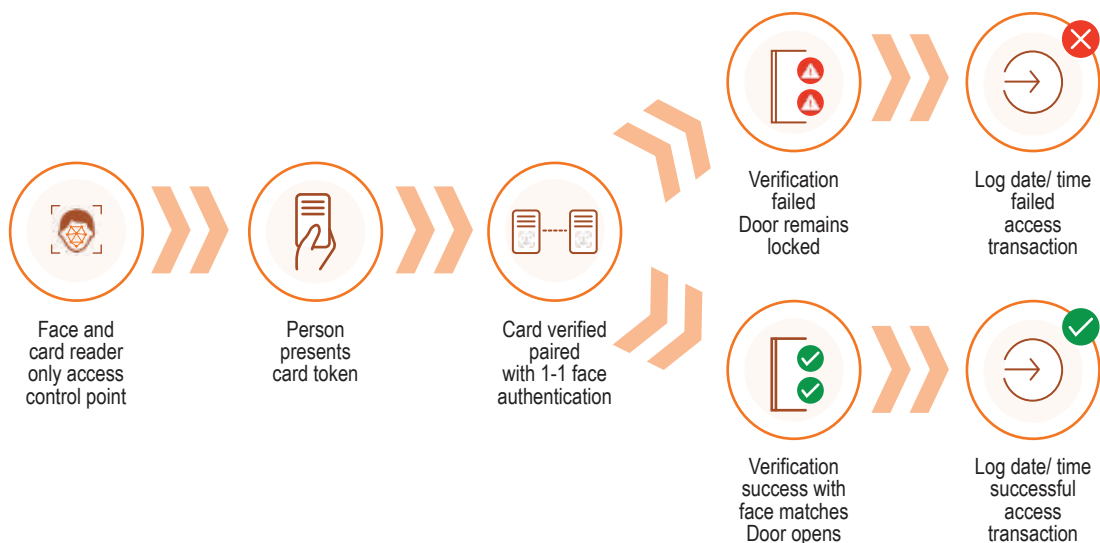 Face and
card reader
only access
control point
Person
presents
card token
Card verified
paired
with 1-1 face
authentication
Verification
failed
Door remains
locked
Log date/ time
failed
access
transaction
Verification
success with
face matches
Door opens
Log date/ time
successful
access
transaction